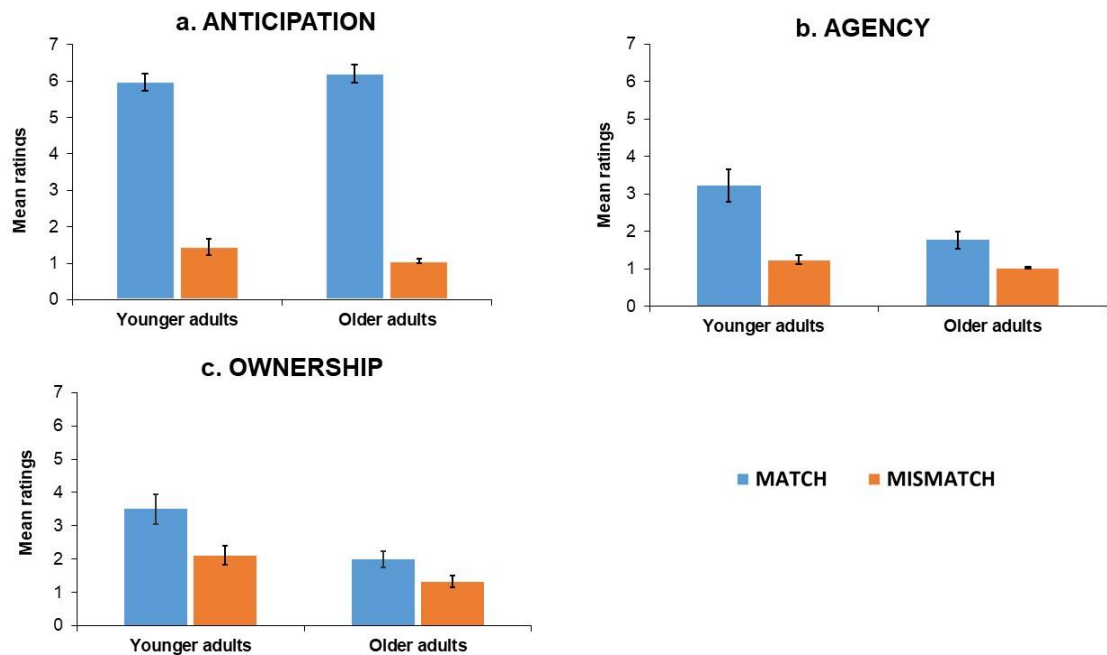 a. ANTICIPATION
Mean ratings
7
6
5
4
3
2
1
0
Younger adults
Older adults
b. AGENCY
Mean ratings
7
6
5
4
3
2
1
0
Younger adults
Older adults
c. OWNERSHIP
Mean ratings
7
6
5
4
3
2
1
0
Younger adults
Older adults
MATCH
MISMATCH